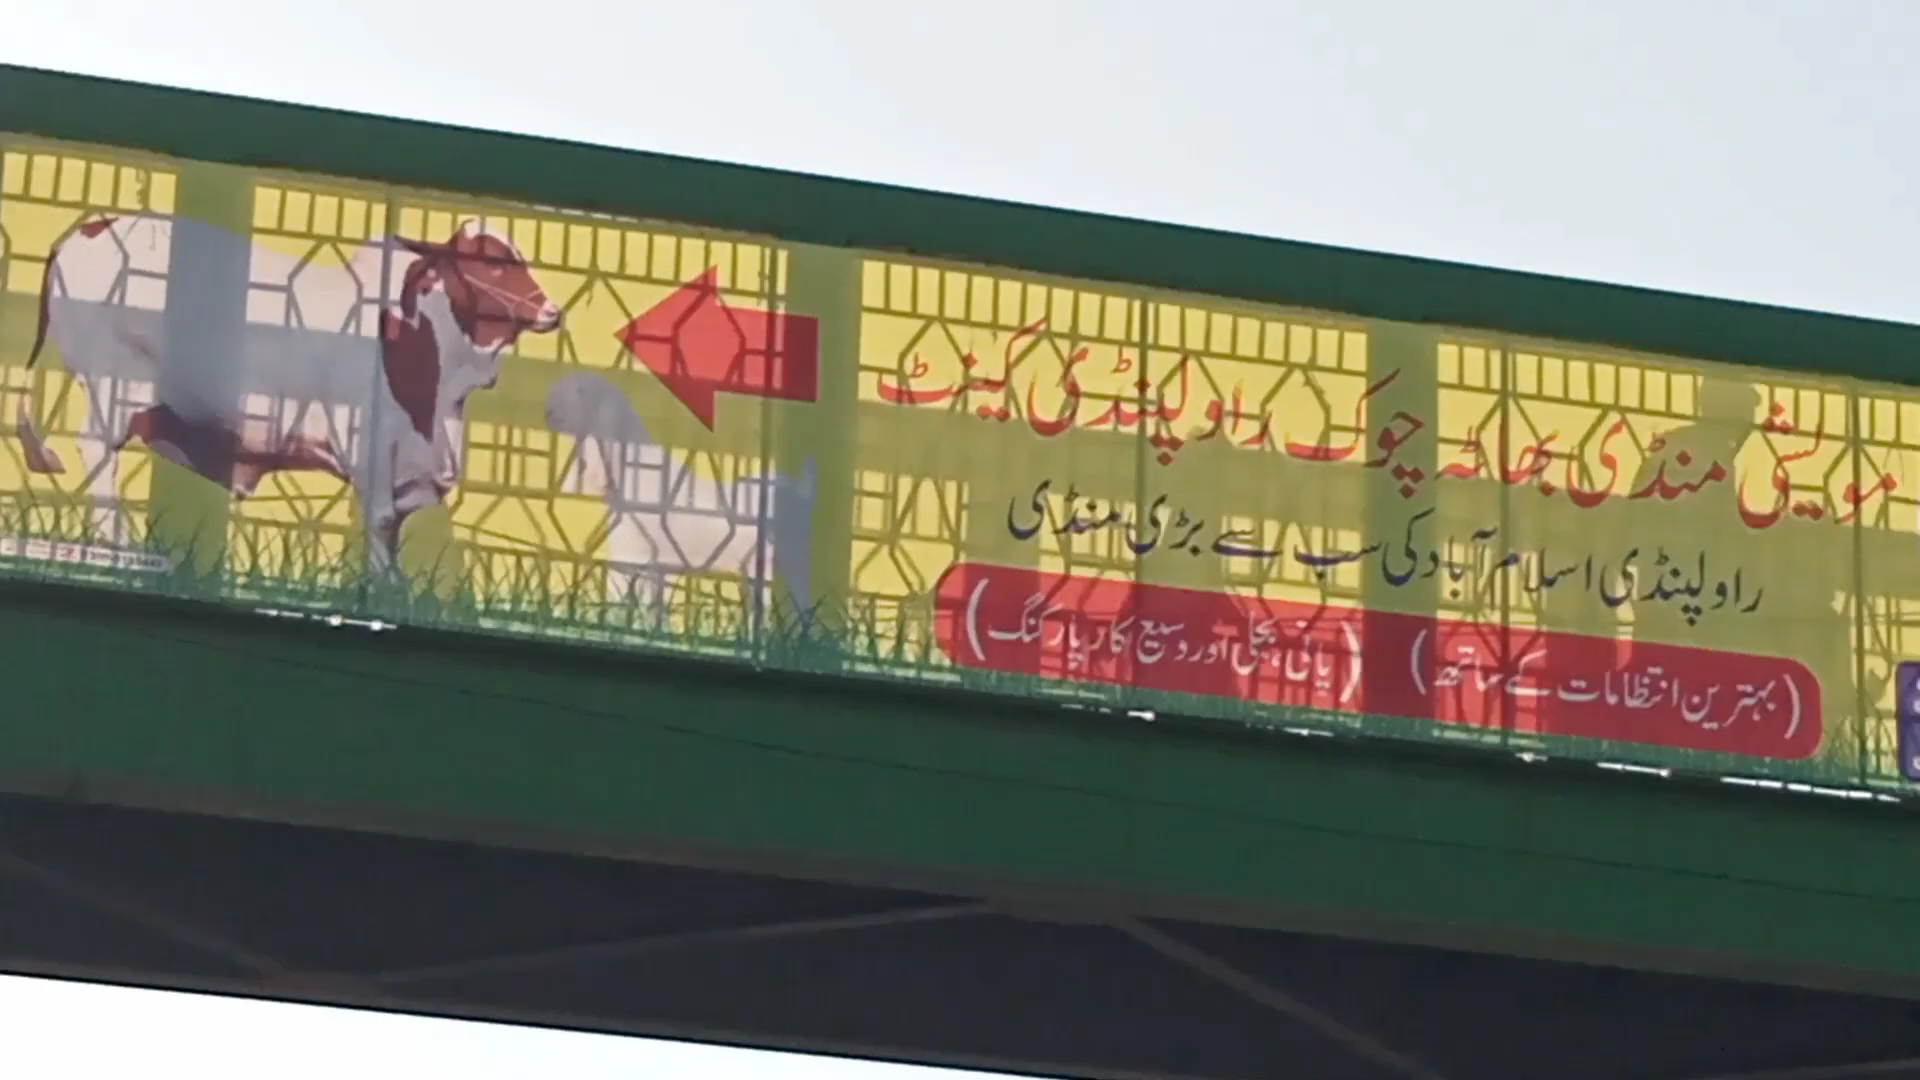 مویشی منڈی بھاٹہ چوک راولپنڈی کینٹ
راولپنڈی اسلام آباد کی سب سے بڑی منڈی
(بہترین انتظامات کے ساتھ) (پانی، بجلی اور وسیع کار پارکنگ)